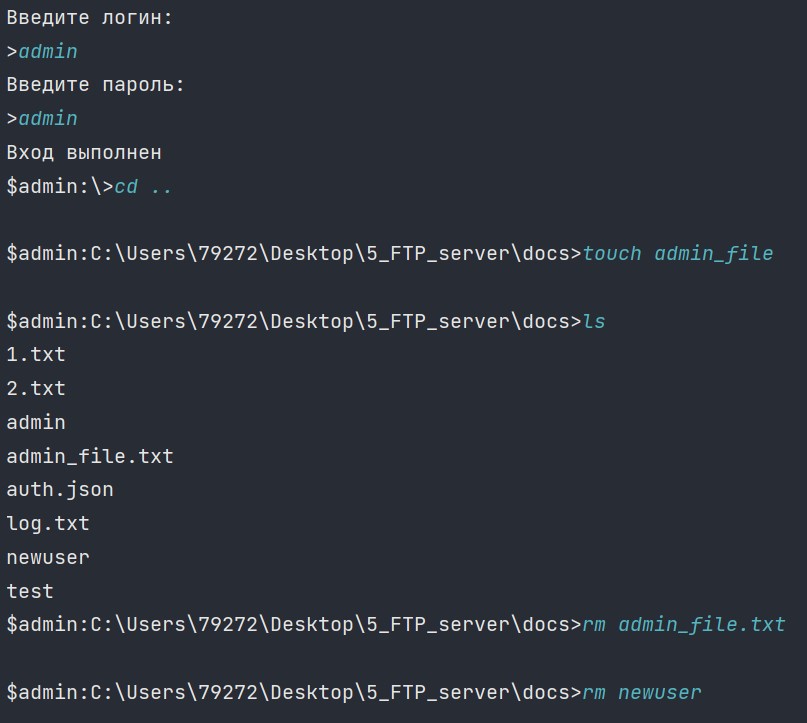 Введите логин:
>admin
Введите пароль:
>admin
Вход выполнен
$admin:\>cd ..
$admin:C:\Users\79272\Desktop\5_FTP_server\docs>touch admin_file
$admin:C:\Users\79272\Desktop\5_FTP_server\docs>ls
1.txt
2.txt
admin
admin_file.txt
auth.json
log.txt
newuser
test
$admin:C:\Users\79272\Desktop\5_FTP_server\docs>rm admin_file.txt
$admin:C:\Users\79272\Desktop\5_FTP_server\docs>rm newuser